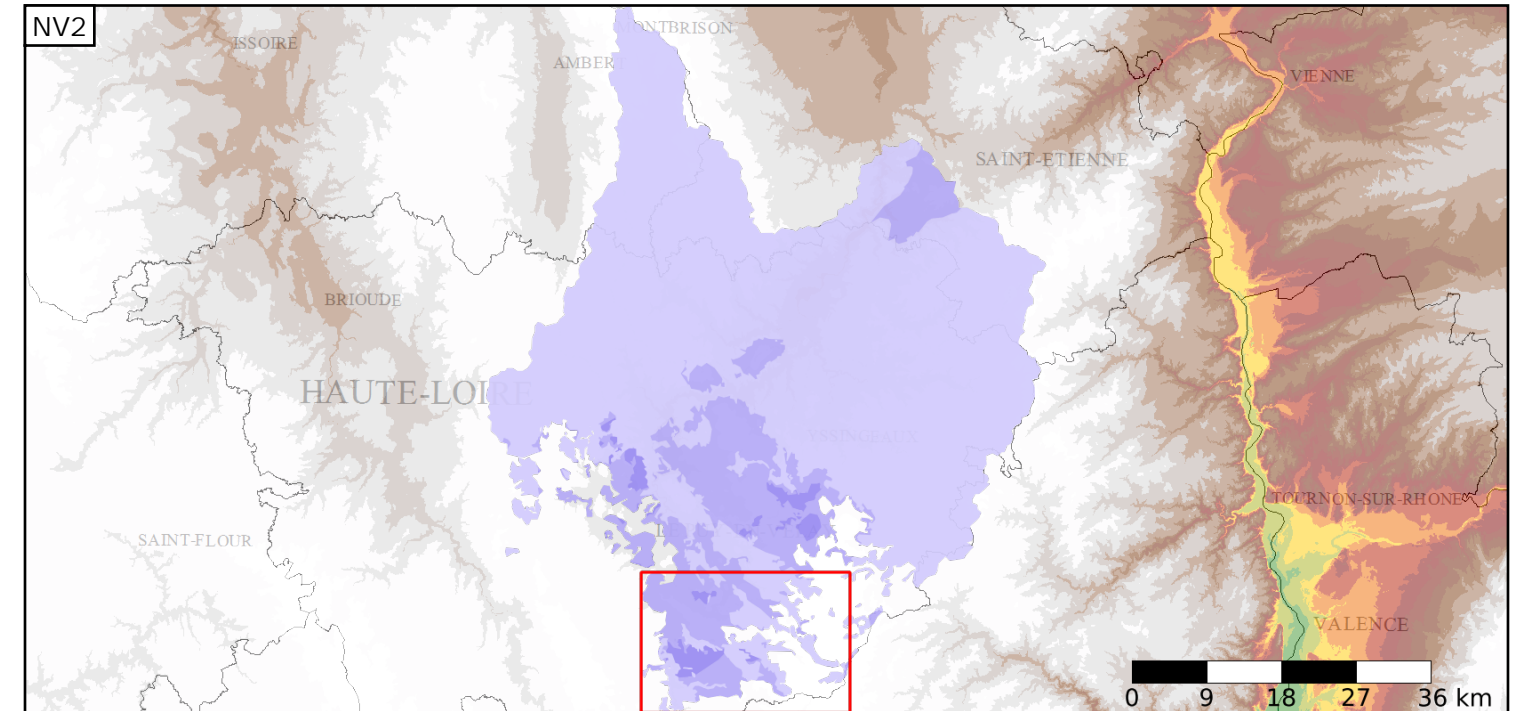 NV2
ISSOIRE
MONTBRISON
AMBERT
VIENNE
SAINT-ETIENNE
BRIOUDE
HAUTE-LOIRE
YSSINGEAUX
TOURNON-SUR-RHONE
L
SAINT-FLOUR
VALENCE
0 9 18 27 36 km